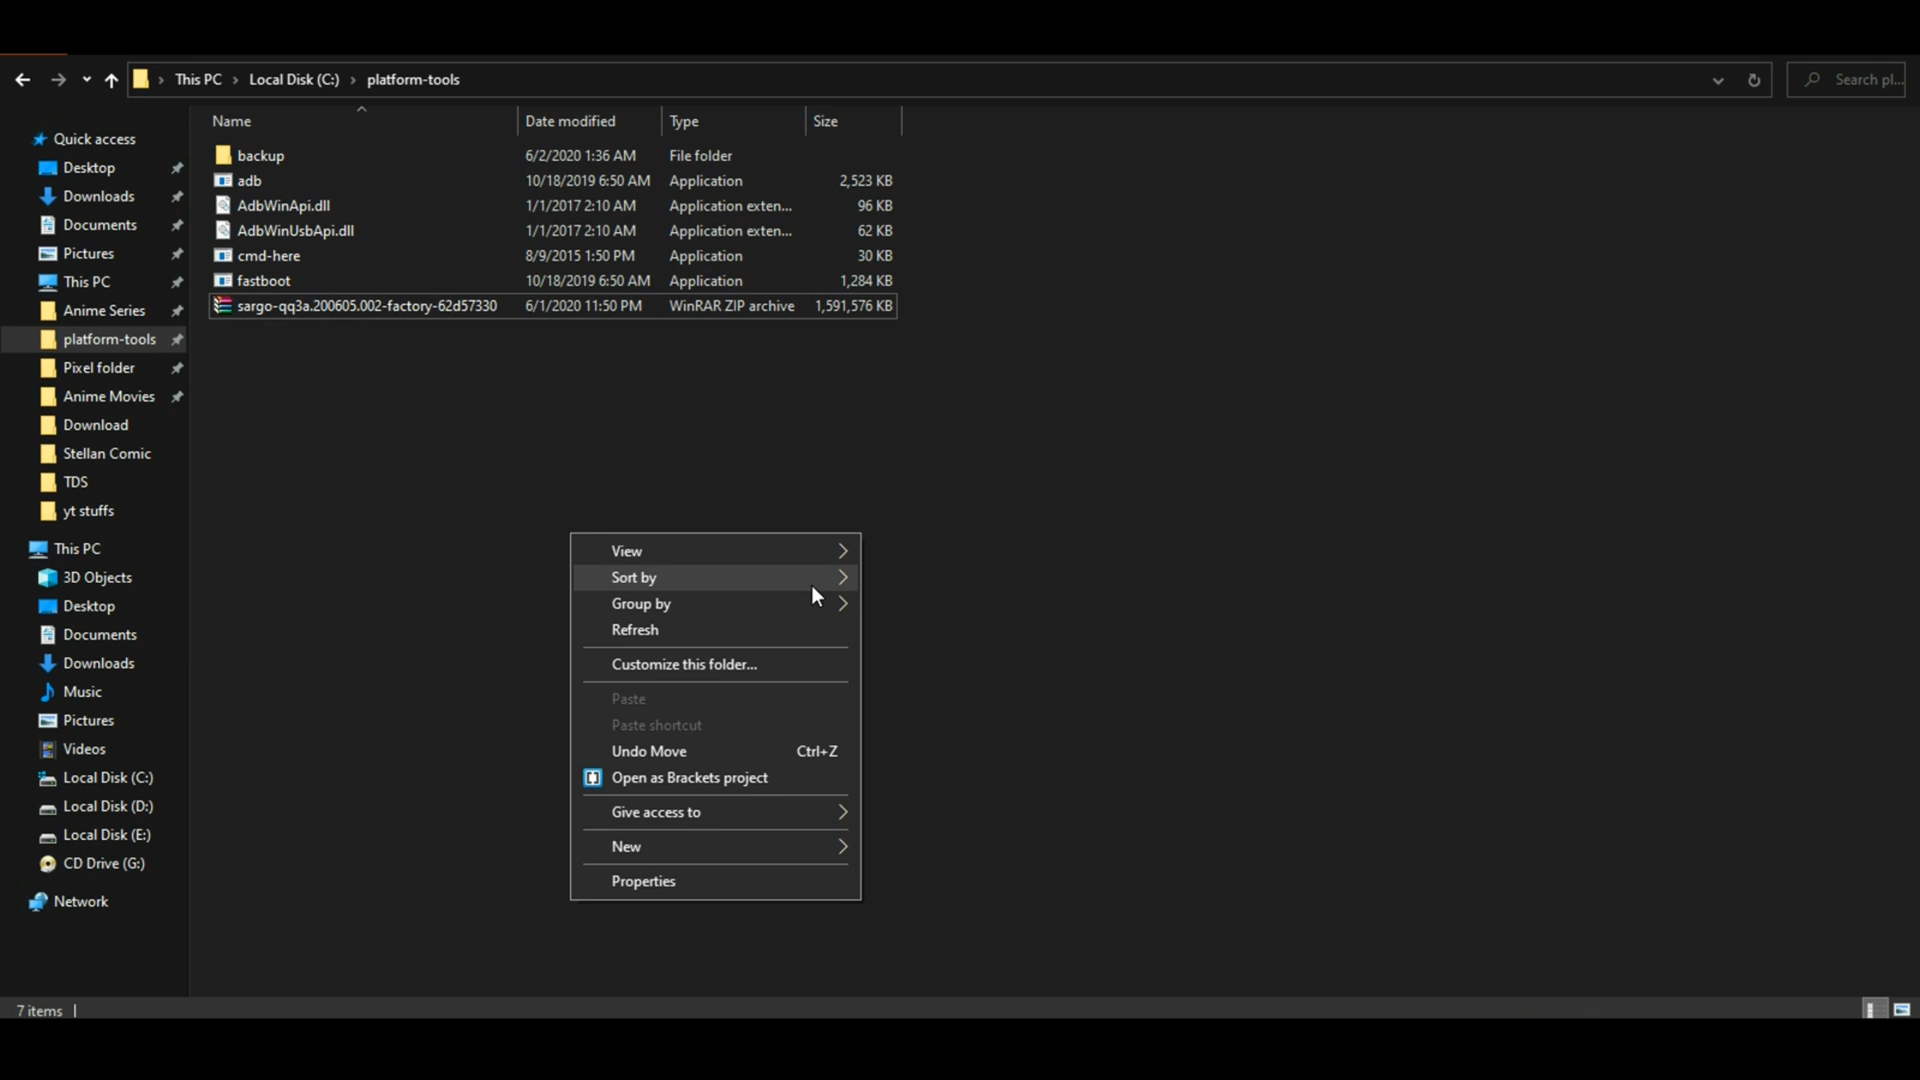 This PC > Local Disk (C:) > platform-tools
Search pl...
Name Date modified Type Size
backup 6/2/2020 1:36 AM File folder
adb 10/18/2019 6:50 AM Application 2,523 KB
AdbWinApi.dll 1/1/2017 2:10 AM Application exten... 96 KB
AdbWinUsbApi.dll 1/1/2017 2:10 AM Application exten... 62 KB
cmd-here 8/9/2015 1:50 PM Application 30 KB
fastboot 10/18/2019 6:50 AM Application 1,284 KB
sargo-qq3a.200605.002-factory-62d57330 6/1/2020 11:50 PM WinRAR ZIP archive 1,591,576 KB
Quick access
Desktop
Downloads
Documents
Pictures
This PC
Anime Series
platform-tools
Pixel folder
Anime Movies
Download
Stellan Comic
TDS
yt stuffs
This PC
3D Objects
Desktop
Documents
Downloads
Music
Pictures
Videos
Local Disk (C:)
Local Disk (D:)
Local Disk (E:)
CD Drive (G:)
Network
View
Sort by
Group by
Refresh
Customize this folder...
Paste
Paste shortcut
Undo Move Ctrl+Z
Open as Brackets project
Give access to
New
Properties
7 items